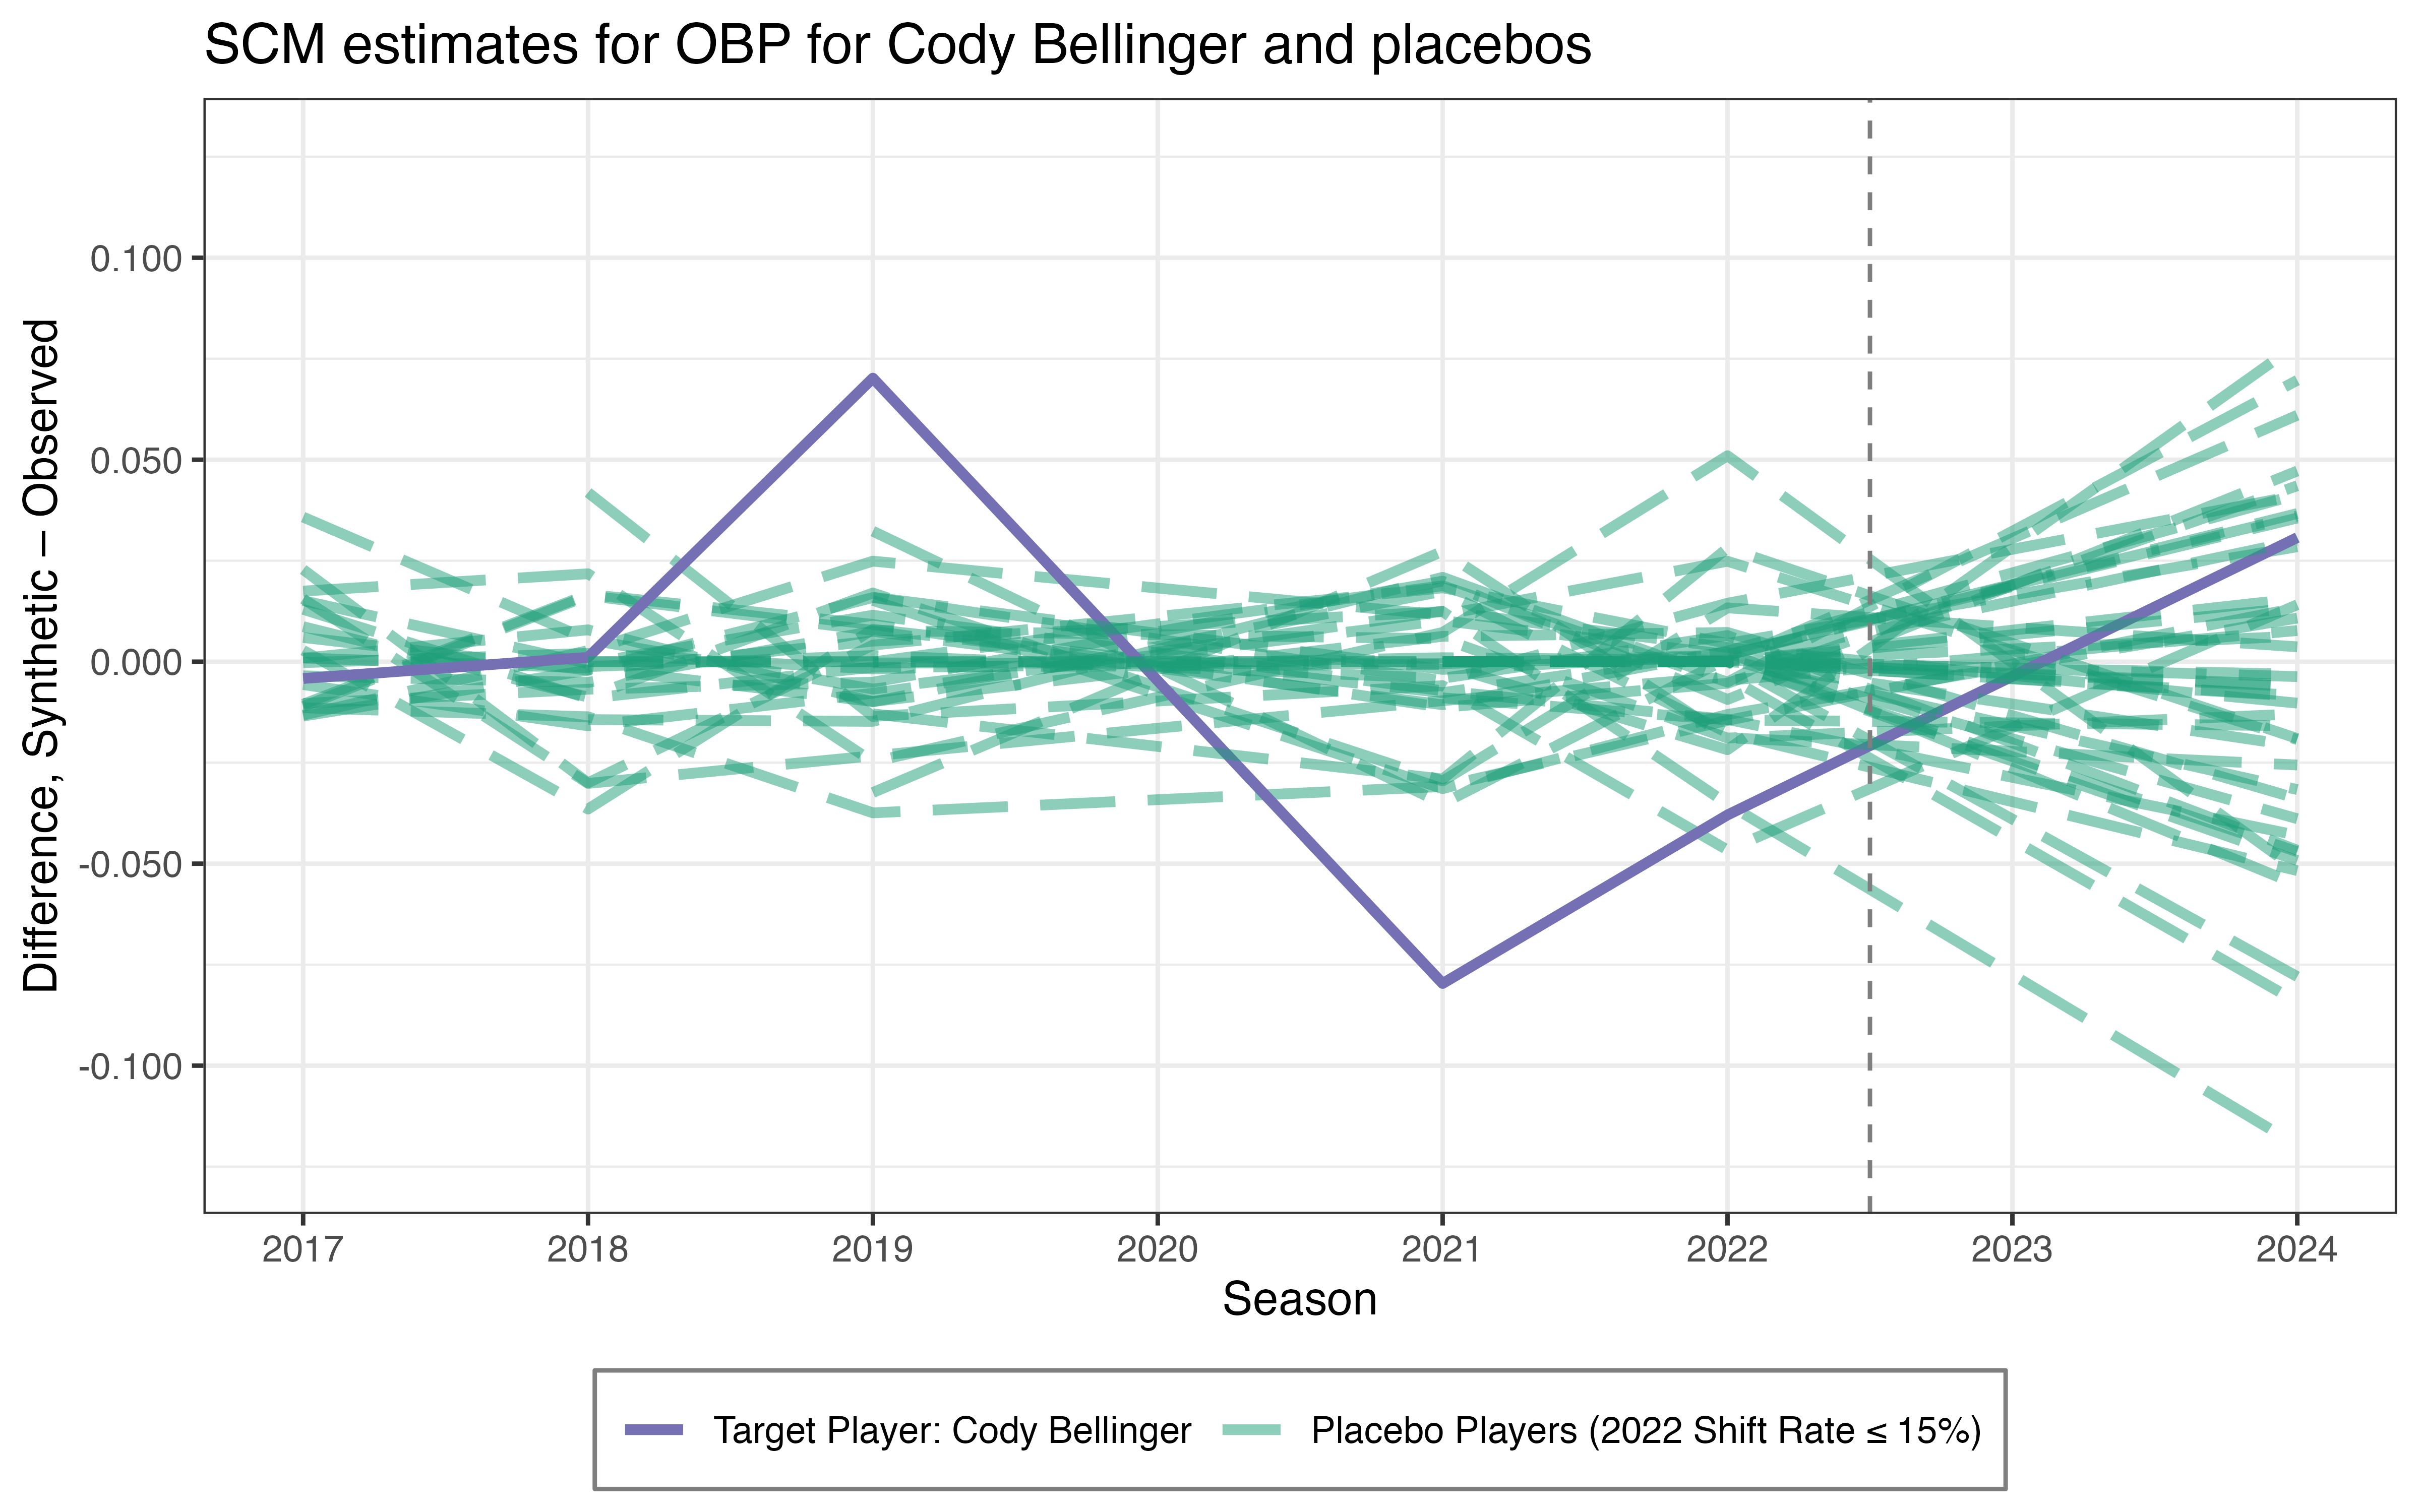 SCM estimates for OBP for Cody Bellinger and placebos
Difference, Synthetic – Observed
0.100
0.050
0.000
-0.050
-0.100
2017 2018 2019 2020 2021 2022 2023 2024
Season
Target Player: Cody Bellinger Placebo Players (2022 Shift Rate ≤ 15%)